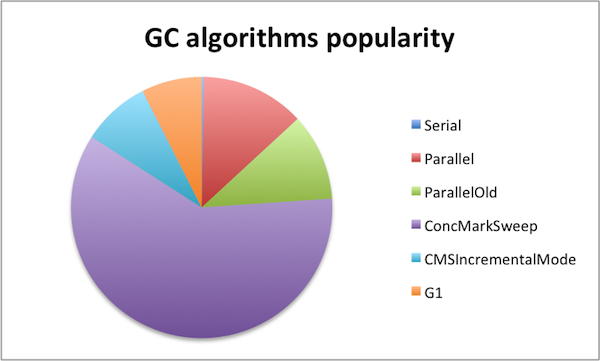 GC algorithms popularity
Serial
Parallel
ParallelOld
ConcMarkSweep
CMSIncrementalMode
G1